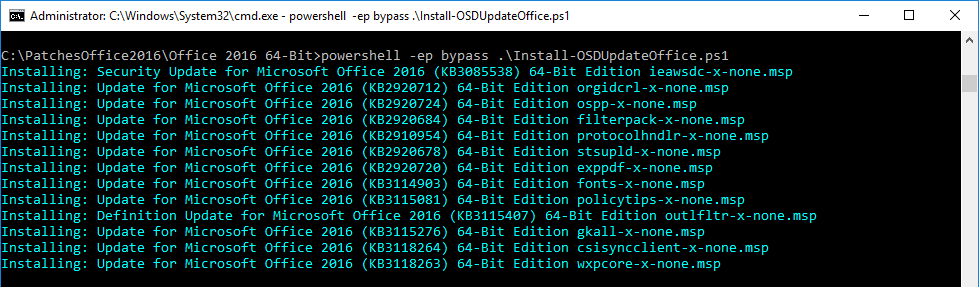 Administrator: C:\Windows\System32\cmd.exe - powershell -ep bypass .\Install-OSDUpdateOffice.ps1
C:\PatchesOffice2016\Office 2016 64-Bit>powershell -ep bypass .\Install-OSDUpdateOffice.ps1
Installing: Security Update for Microsoft Office 2016 (KB3085538) 64-Bit Edition ieawsdc-x-none.msp
Installing: Update for Microsoft Office 2016 (KB2920712) 64-Bit Edition orgidcrl-x-none.msp
Installing: Update for Microsoft Office 2016 (KB2920724) 64-Bit Edition ospp-x-none.msp
Installing: Update for Microsoft Office 2016 (KB2920684) 64-Bit Edition filterpack-x-none.msp
Installing: Update for Microsoft Office 2016 (KB2910954) 64-Bit Edition protocolhndlr-x-none.msp
Installing: Update for Microsoft Office 2016 (KB2920678) 64-Bit Edition stsupld-x-none.msp
Installing: Update for Microsoft Office 2016 (KB2920720) 64-Bit Edition exppdf-x-none.msp
Installing: Update for Microsoft Office 2016 (KB3114903) 64-Bit Edition fonts-x-none.msp
Installing: Update for Microsoft Office 2016 (KB3115081) 64-Bit Edition policytips-x-none.msp
Installing: Definition Update for Microsoft Office 2016 (KB3115407) 64-Bit Edition outlfltr-x-none.msp
Installing: Update for Microsoft Office 2016 (KB3115276) 64-Bit Edition gkall-x-none.msp
Installing: Update for Microsoft Office 2016 (KB3118264) 64-Bit Edition csisyncclient-x-none.msp
Installing: Update for Microsoft Office 2016 (KB3118263) 64-Bit Edition wxpcore-x-none.msp